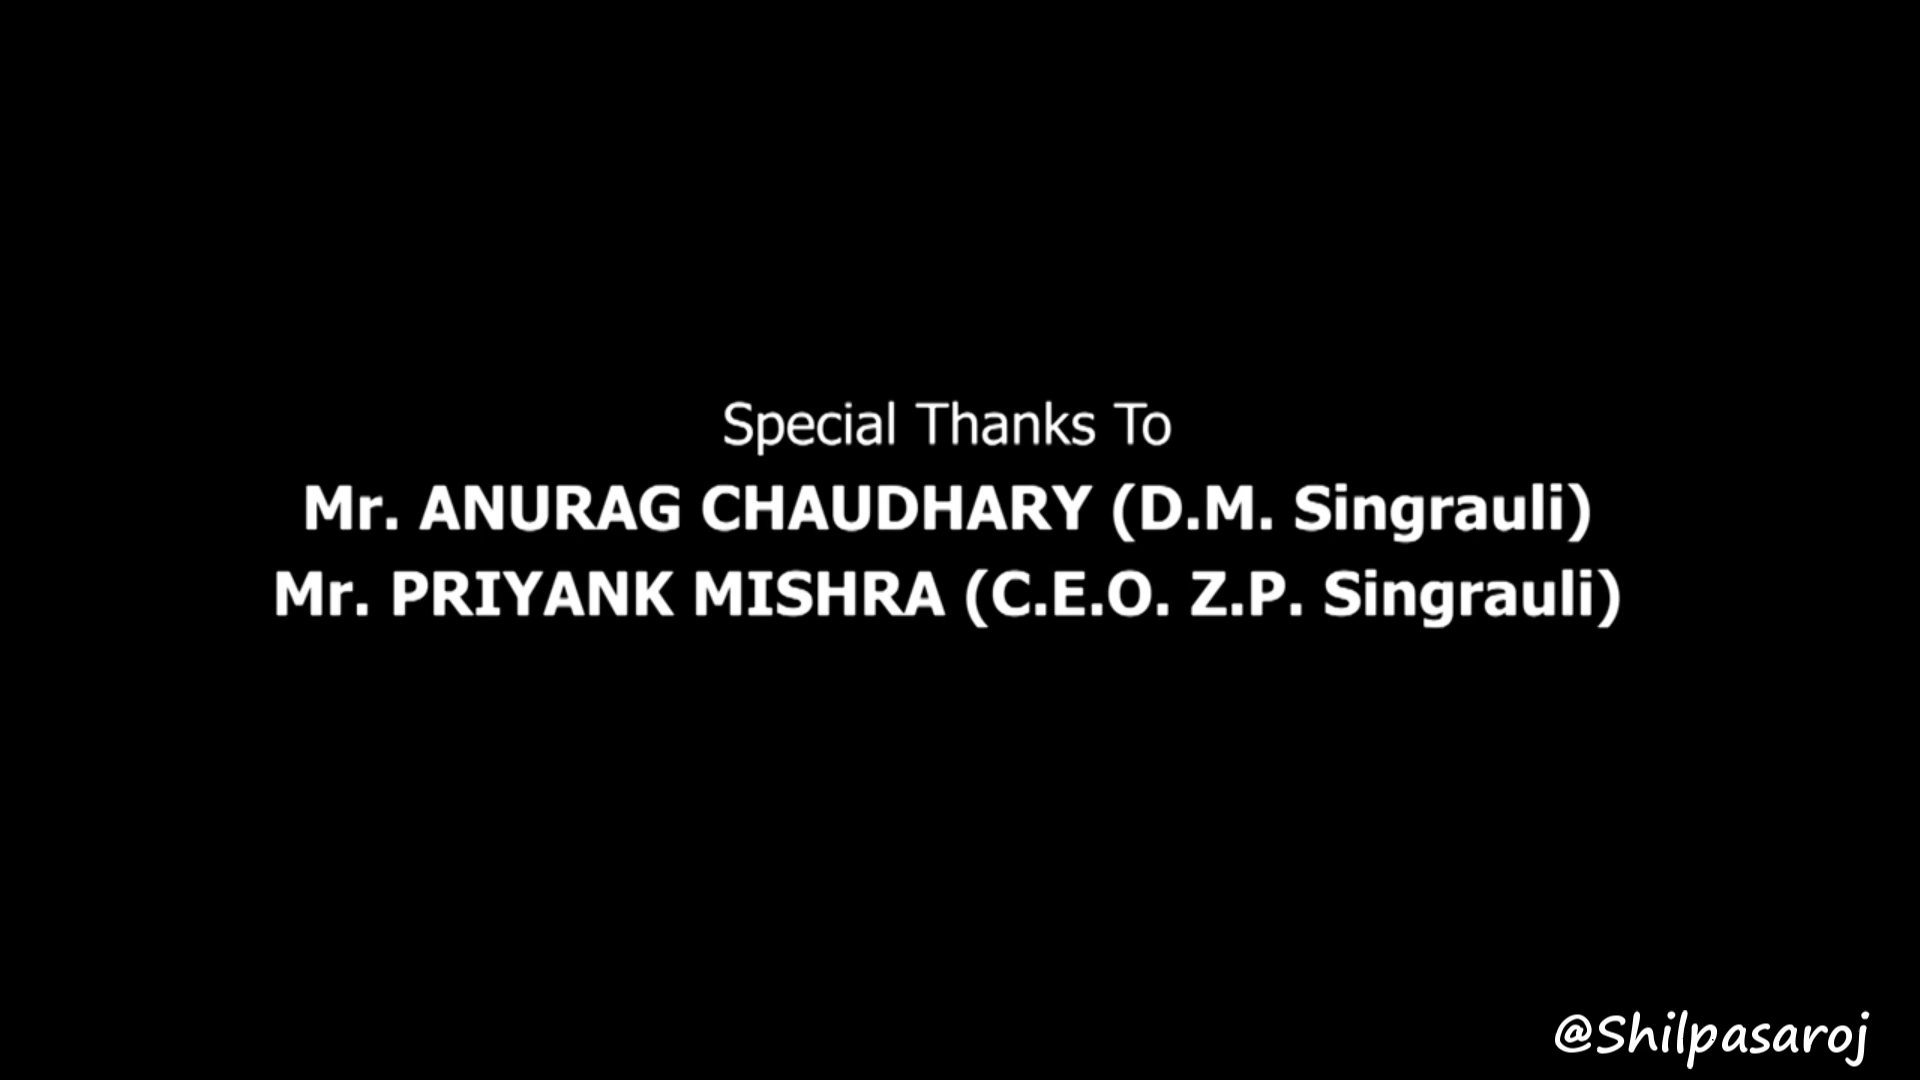 Special Thanks To
Mr. ANURAG CHAUDHARY (D.M. Singrauli)
Mr. PRIYANK MISHRA (C.E.O. Z.P. Singrauli)
@Shilpasaroj